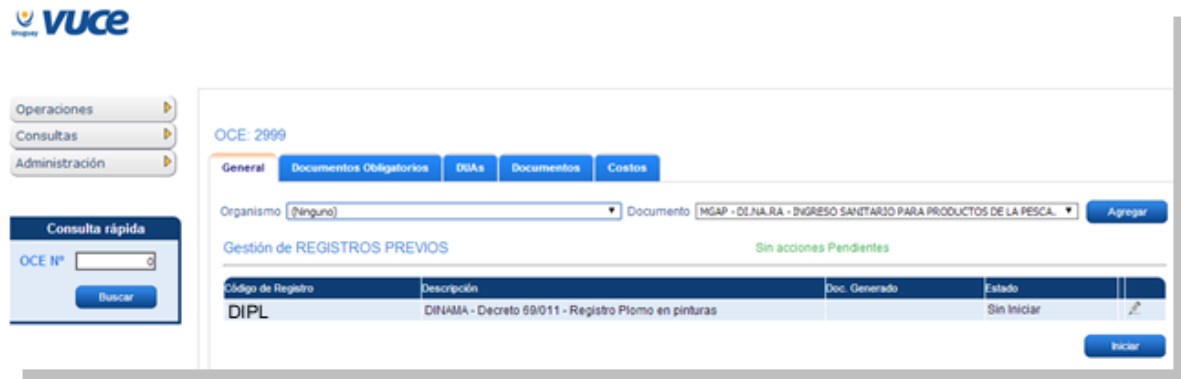 Uruguay vuce
Operaciones
Consultas
Administración
Consulta rápida
OCE Nº 0
Buscar
OCE: 2999
General Documentos Obligatorios DUAs Documentos Costos
Organismo (Ninguno) Documento MGAP - DI.NA.RA - INGRESO SANITARIO PARA PRODUCTOS DE LA PESCA. Agregar
Gestión de REGISTROS PREVIOS Sin acciones Pendientes
Código de Registro Descripción Doc. Generado Estado
DIPL DINAMA - Decreto 69/011 - Registro Plomo en pinturas Sin Iniciar
Iniciar